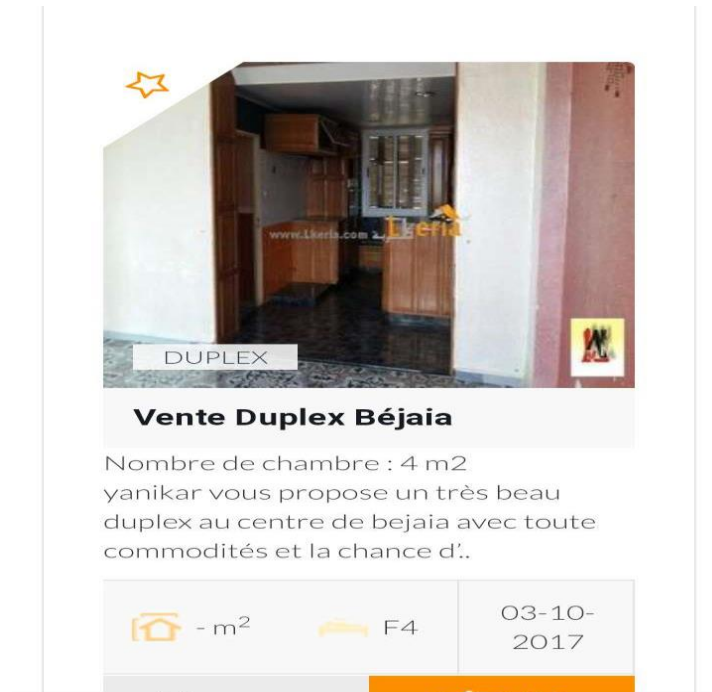 www.Lkeria.com
Lkeria
DUPLEX
Vente Duplex Béjaia
Nombre de chambre : 4 m2
yanikar vous propose un très beau
duplex au centre de bejaia avec toute
commodités et la chance d'..
- m²
F4
03-10-
2017